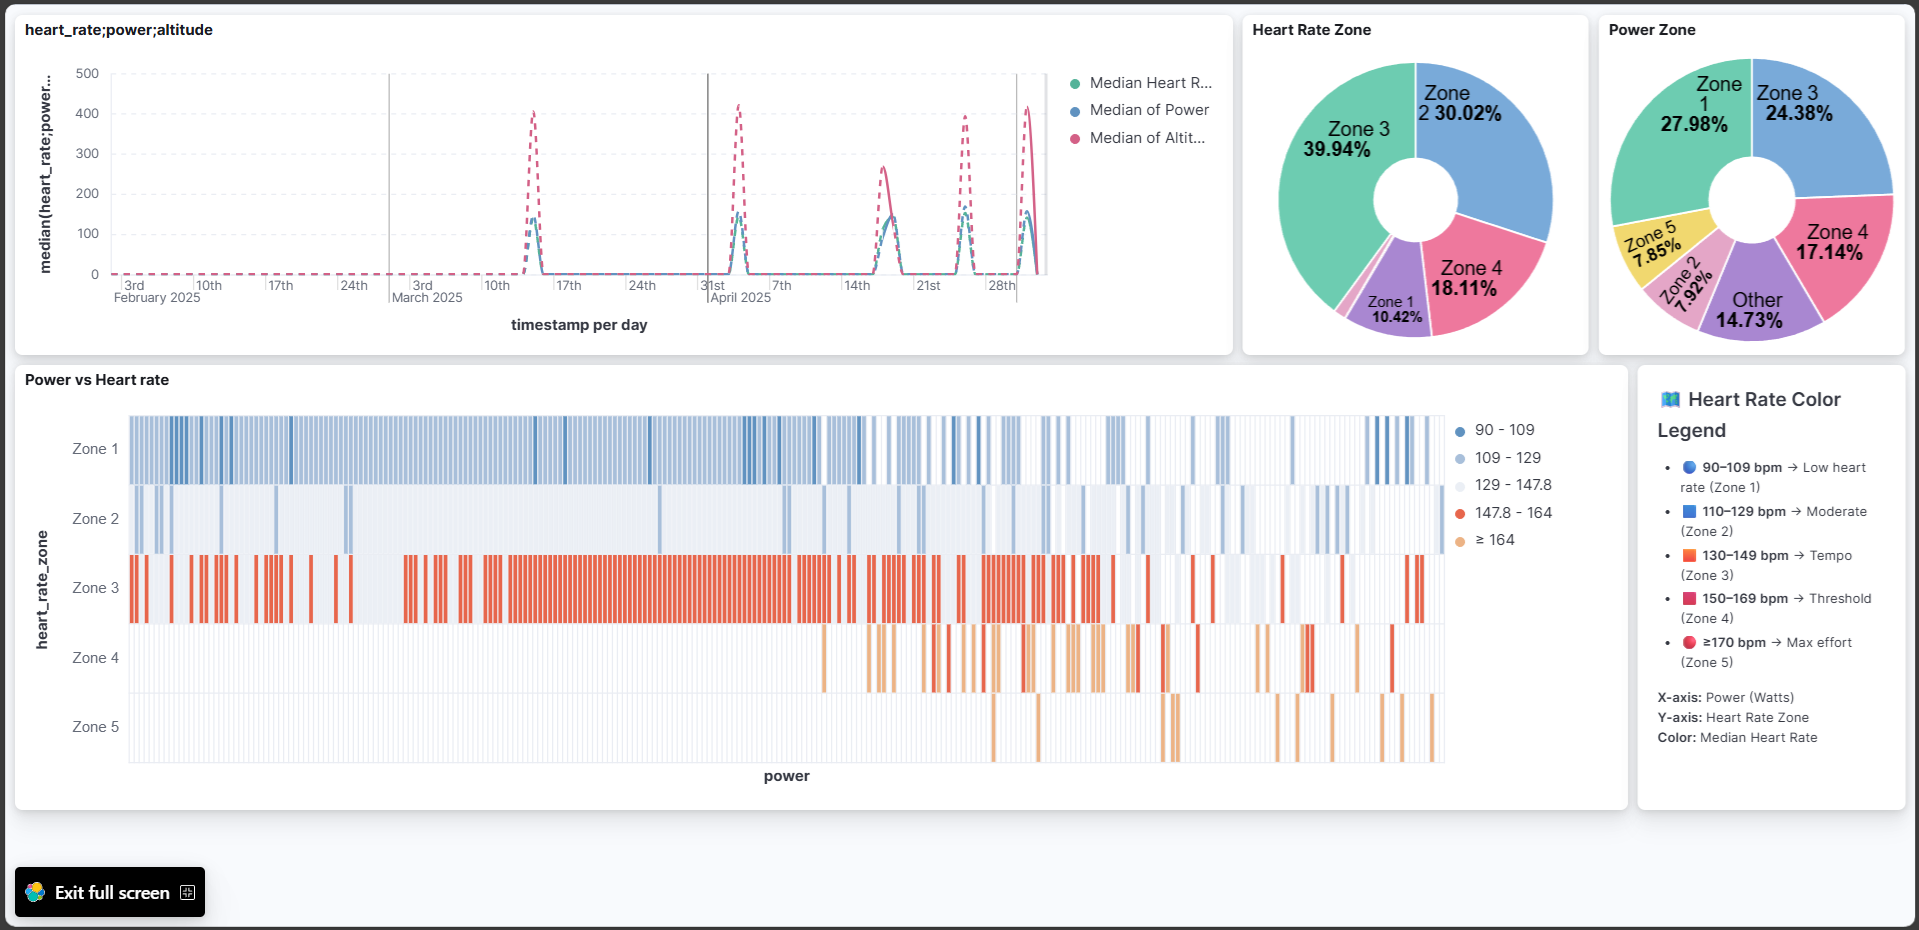 heart_rate;power;altitude
median(heart_rate;power...
500
400
300
200
100
0
3rd
10th
17th
24th
3rd
10th
17th
24th
31st
7th
14th
21st
28th
February 2025
March 2025
April 2025
timestamp per day
Median Heart R...
Median of Power
Median of Altit...
Heart Rate Zone
Zone
2 30.02%
Zone 3
39.94%
Zone 4
18.11%
Zone 1
10.42%
Power Zone
Zone
1
27.98%
Zone 3
24.38%
Zone 4
17.14%
Zone 5
7.85%
Zone 2
7.92%
Other
14.73%
Power vs Heart rate
heart_rate_zone
Zone 1
Zone 2
Zone 3
Zone 4
Zone 5
power
90 - 109
109 - 129
129 - 147.8
147.8 - 164
≥ 164
Heart Rate Color
Legend
• 90–109 bpm → Low heart
rate (Zone 1)
• 110–129 bpm → Moderate
(Zone 2)
• 130–149 bpm → Tempo
(Zone 3)
• 150–169 bpm → Threshold
(Zone 4)
• ≥170 bpm → Max effort
(Zone 5)
X-axis: Power (Watts)
Y-axis: Heart Rate Zone
Color: Median Heart Rate
Exit full screen